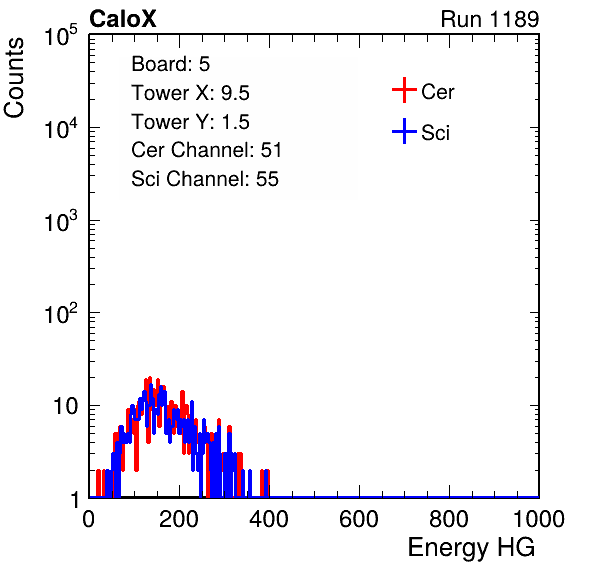 CaloX Run 1189
Counts
10^5
10^4
10^3
10^2
10
1
Board: 5
Tower X: 9.5
Tower Y: 1.5
Cer Channel: 51
Sci Channel: 55
Cer
Sci
0 200 400 600 800 1000
Energy HG